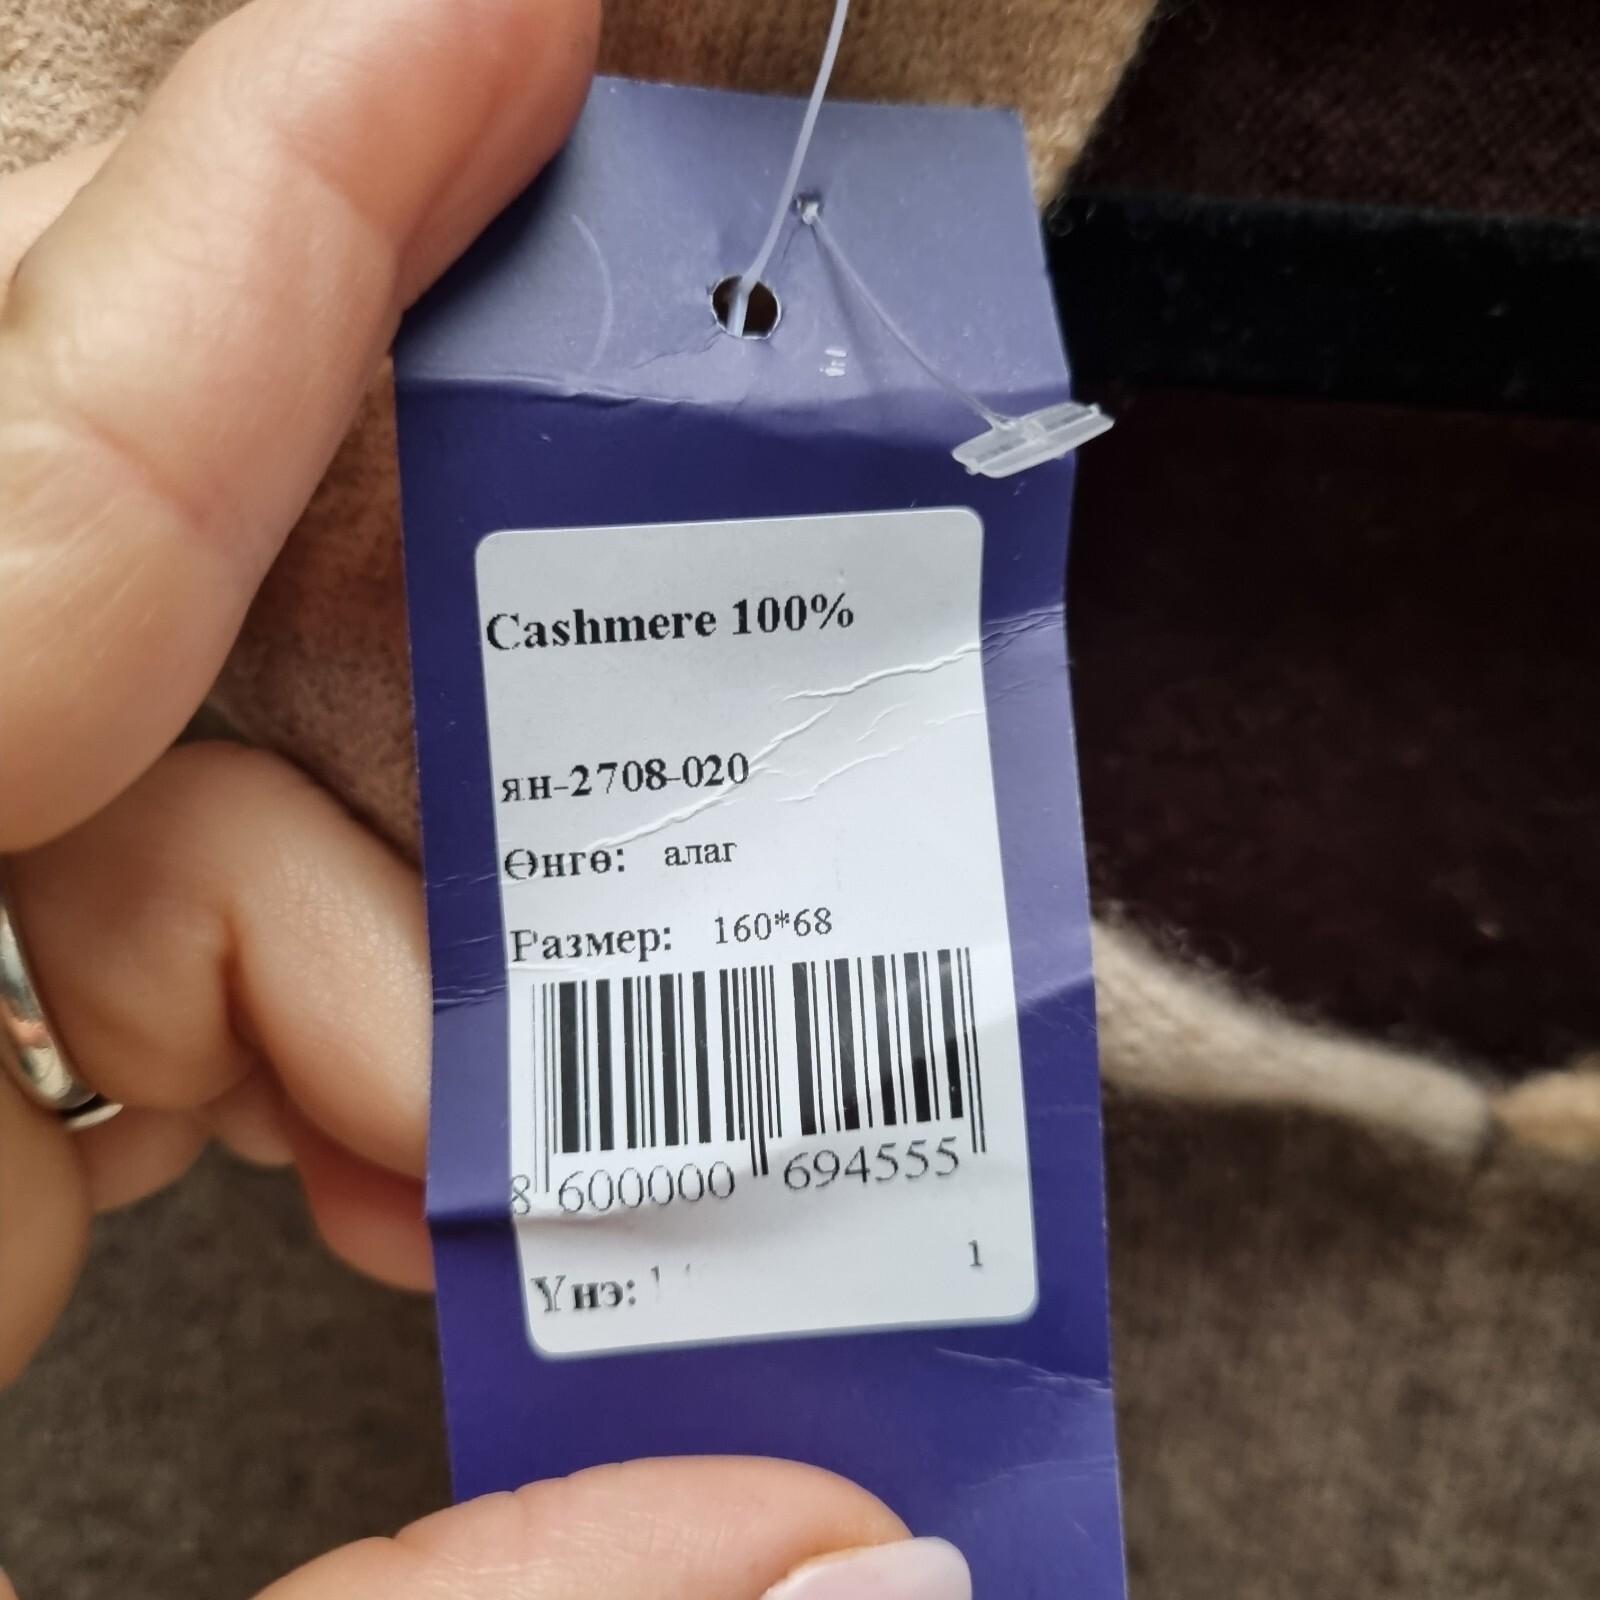 Cashmere 100%
ян-2708-020
Өнгө: алаг
Размер: 160*68
8 600000 694555
1
Үнэ: